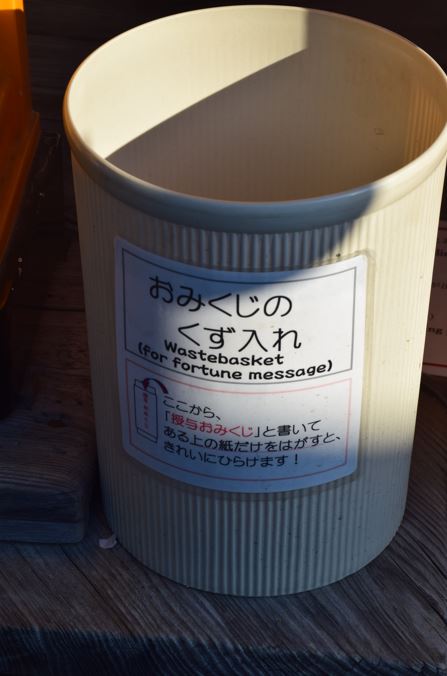 おみくじの
くず入れ
Wastebasket
(for fortune message)
ここから、
「授与おみくじ」と書いて
ある上の紙だけをはがすと、
きれいにひらけます！